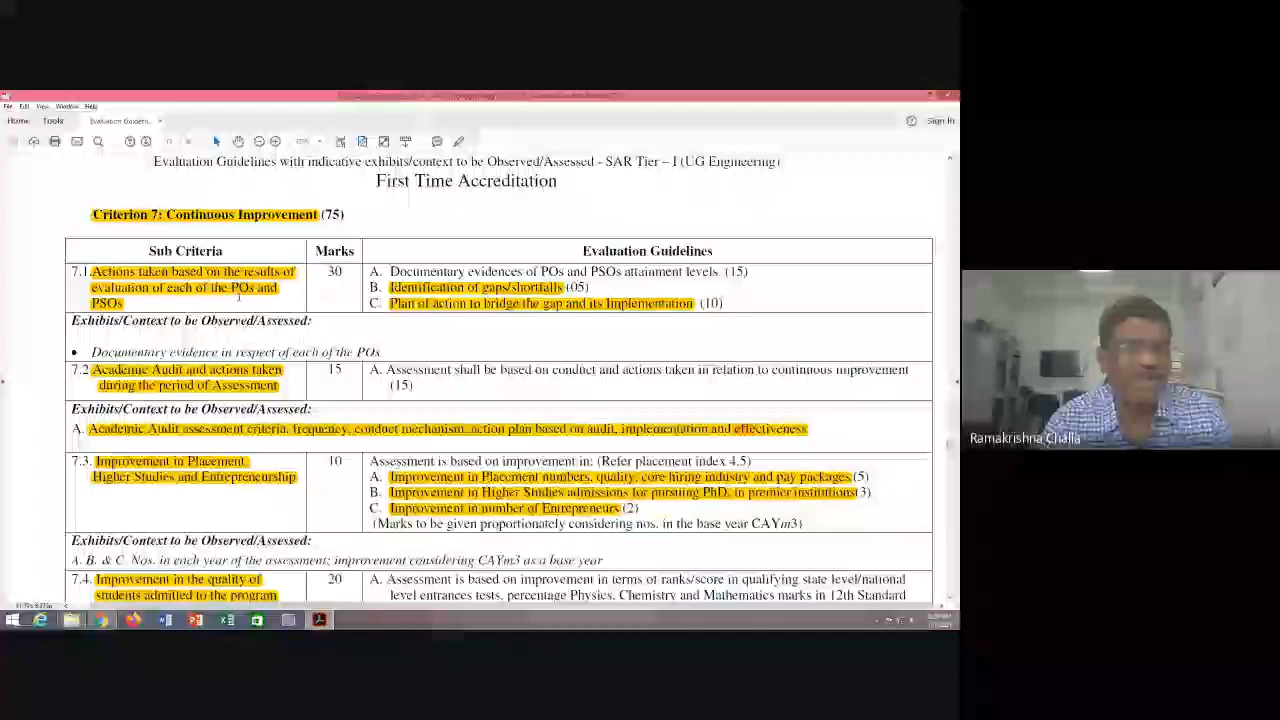 File Edit View Window Help
Home Tools Evaluation Guideli... Sign In
Evaluation Guidelines with indicative exhibits/context to be Observed/Assessed - SAR Tier – I (UG Engineering)
First Time Accreditation
Criterion 7: Continuous Improvement (75)
Sub Criteria Marks Evaluation Guidelines
7.1. Actions taken based on the results of 30 A. Documentary evidences of POs and PSOs attainment levels (15)
evaluation of each of the POs and B. Identification of gaps/shortfalls (05)
PSOs C. Plan of action to bridge the gap and its Implementation (10)
Exhibits/Context to be Observed/Assessed:
• Documentary evidence in respect of each of the POs
7.2 Academic Audit and actions taken 15 A. Assessment shall be based on conduct and actions taken in relation to continuous improvement
during the period of Assessment (15)
Exhibits/Context to be Observed/Assessed:
A. Academic Audit assessment criteria, frequency, conduct mechanism, action plan based on audit, implementation and effectiveness
7.3. Improvement in Placement, 10 Assessment is based on improvement in: (Refer placement index 4.5)
Higher Studies and Entrepreneurship A. Improvement in Placement numbers, quality, core hiring industry and pay packages (5)
B. Improvement in Higher Studies admissions for pursuing PhD. in premier institutions(3)
C. Improvement in number of Entrepreneurs (2)
(Marks to be given proportionately considering nos. in the base year CAYm3)
Exhibits/Context to be Observed/Assessed:
A. B. & C. Nos. in each year of the assessment; improvement considering CAYm3 as a base year
7.4. Improvement in the quality of 20 A. Assessment is based on improvement in terms of ranks/score in qualifying state level/national
students admitted to the program level entrances tests, percentage Physics, Chemistry and Mathematics marks in 12th Standard
Ramakrishna Challa